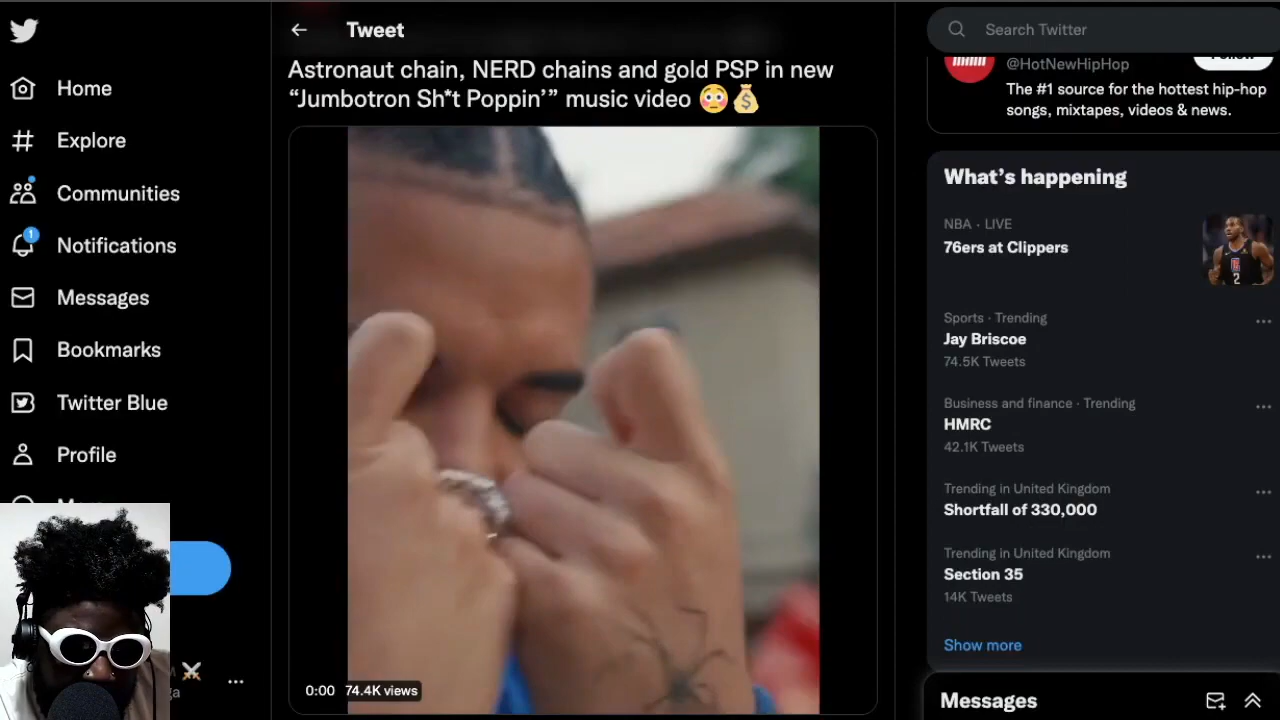 Home
Explore
Communities
1
Notifications
Messages
Bookmarks
Twitter Blue
Profile
Tweet
Astronaut chain, NERD chains and gold PSP in new
“Jumbotron Sh*t Poppin’” music video 😳💰
0:00 74.4K views
Search Twitter
@HotNewHipHop
The #1 source for the hottest hip-hop
songs, mixtapes, videos & news.
What’s happening
NBA · LIVE
76ers at Clippers
2
Sports · Trending
Jay Briscoe
74.5K Tweets
Business and finance · Trending
HMRC
42.1K Tweets
Trending in United Kingdom
Shortfall of 330,000
Trending in United Kingdom
Section 35
14K Tweets
Show more
Messages